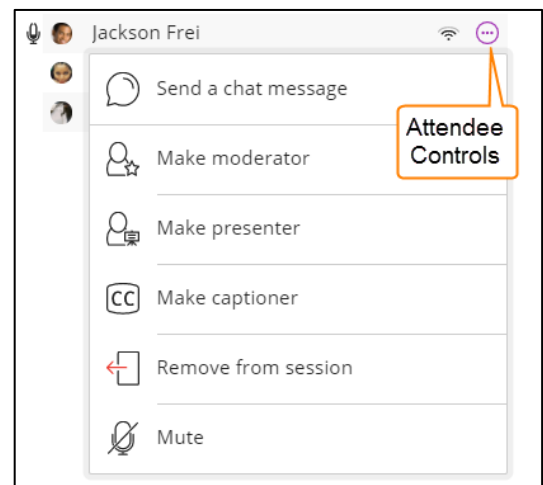 Jackson Frei
Send a chat message
Attendee
Controls
Make moderator
Make presenter
CC Make captioner
Remove from session
Mute